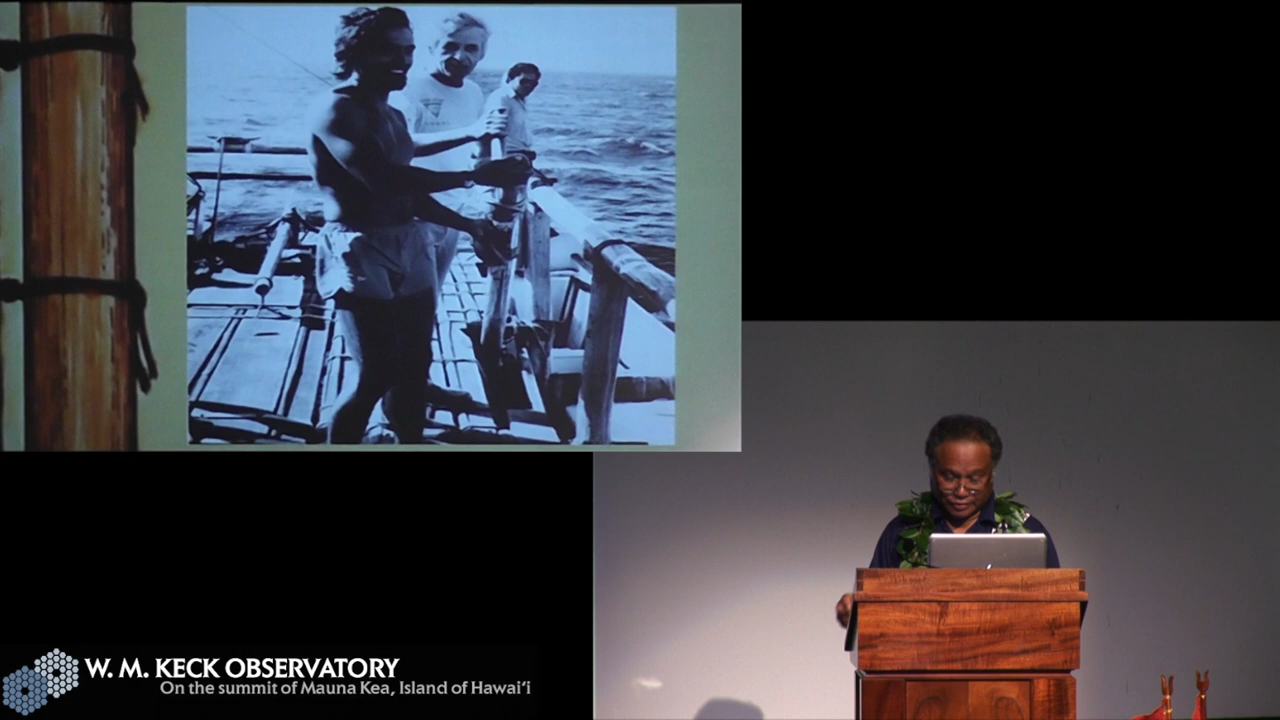 W. M. KECK OBSERVATORY
On the summit of Mauna Kea, Island of Hawai‘i